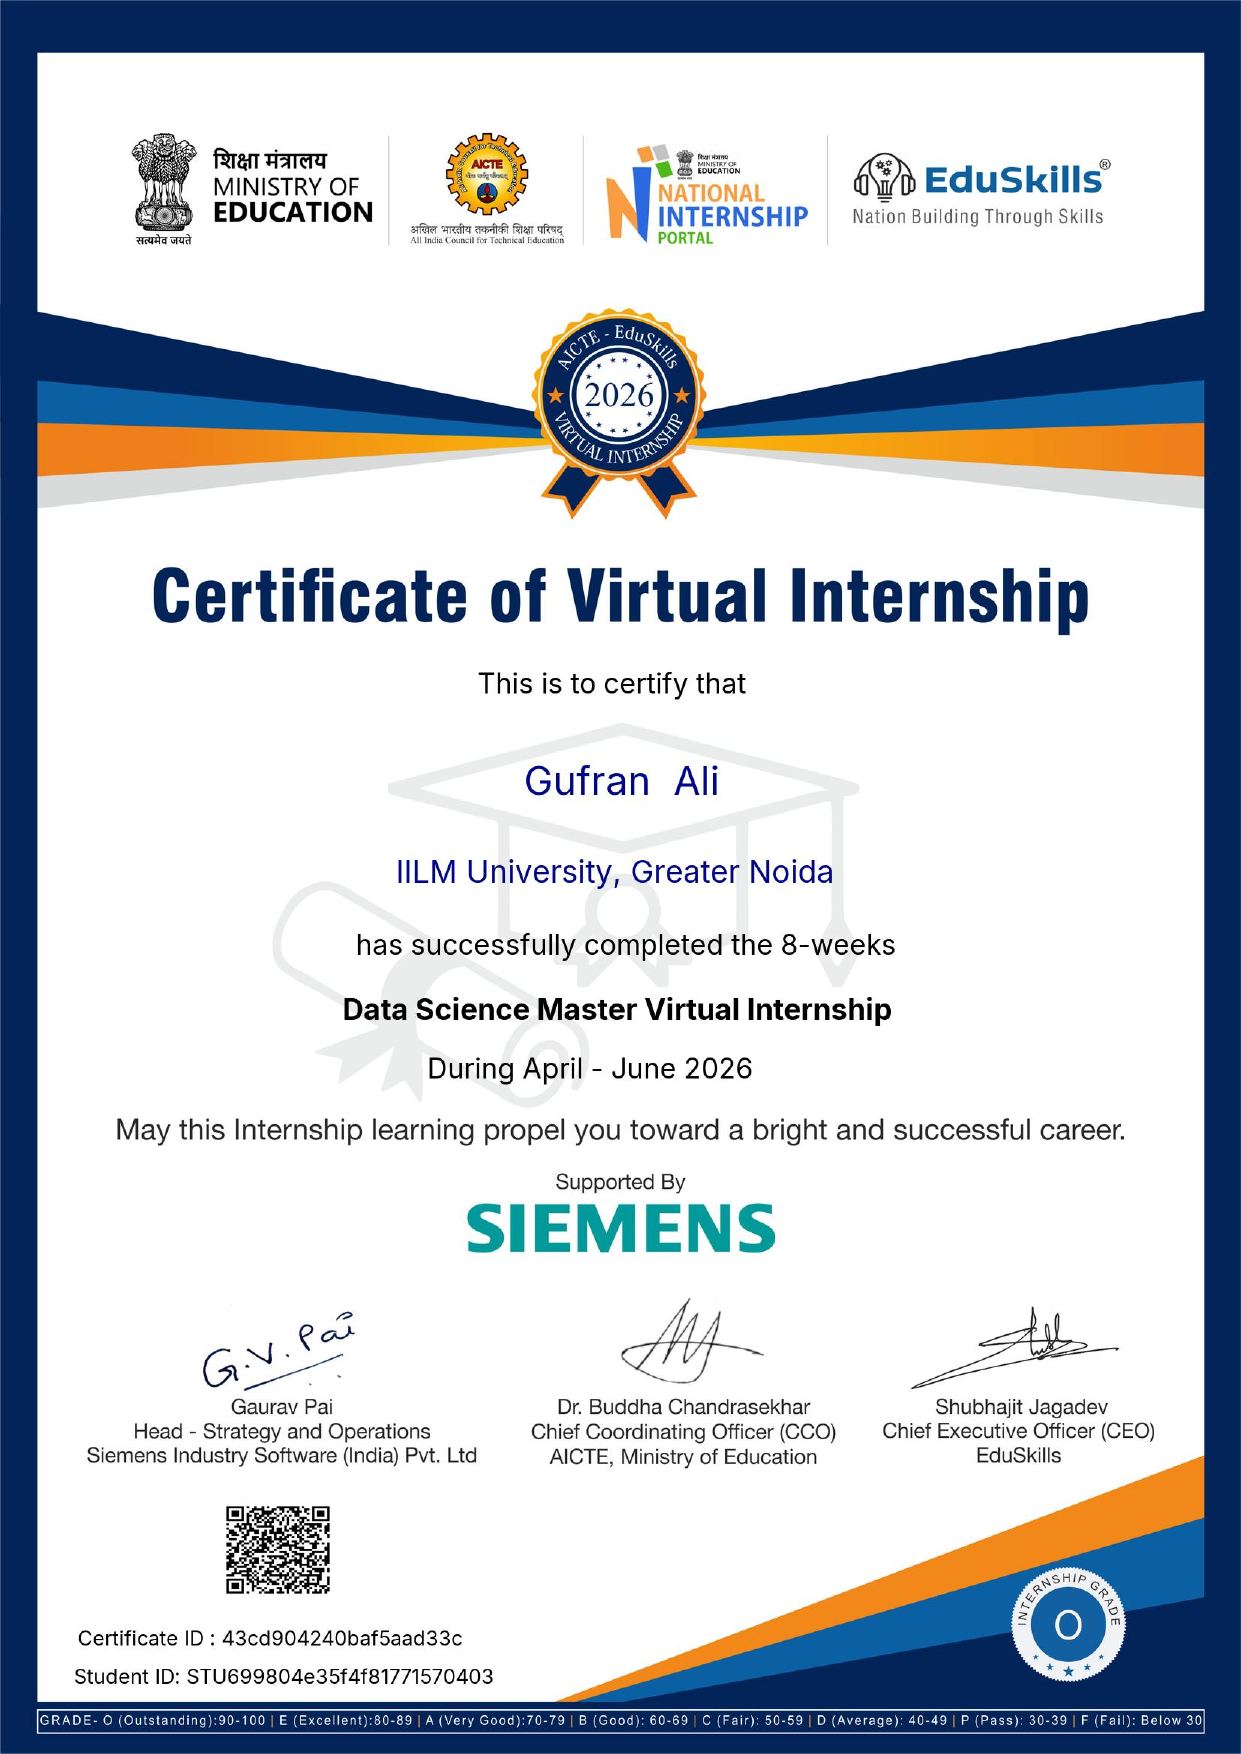 शिक्षा मंत्रालय
MINISTRY OF
EDUCATION
सत्यमेव जयते
AICTE
अखिल भारतीय तकनीकी शिक्षा परिषद्
All India Council for Technical Education
शिक्षा मंत्रालय
MINISTRY OF
EDUCATION
NATIONAL
INTERNSHIP
PORTAL
EduSkills®
Nation Building Through Skills
AICTE - EduSkills
2026
VIRTUAL INTERNSHIP
Certificate of Virtual Internship
This is to certify that
Gufran Ali
IILM University, Greater Noida
has successfully completed the 8-weeks
Data Science Master Virtual Internship
During April - June 2026
May this Internship learning propel you toward a bright and successful career.
Supported By
SIEMENS
G.V. Pai
Gaurav Pai
Head - Strategy and Operations
Siemens Industry Software (India) Pvt. Ltd
Dr. Buddha Chandrasekhar
Chief Coordinating Officer (CCO)
AICTE, Ministry of Education
Shubhajit Jagadev
Chief Executive Officer (CEO)
EduSkills
INTERNSHIP GRADE
O
Certificate ID : 43cd904240baf5aad33c
Student ID: STU699804e35f4f81771570403
GRADE- O (Outstanding):90-100 | E (Excellent):80-89 | A (Very Good):70-79 | B (Good): 60-69 | C (Fair): 50-59 | D (Average): 40-49 | P (Pass): 30-39 | F (Fail): Below 30